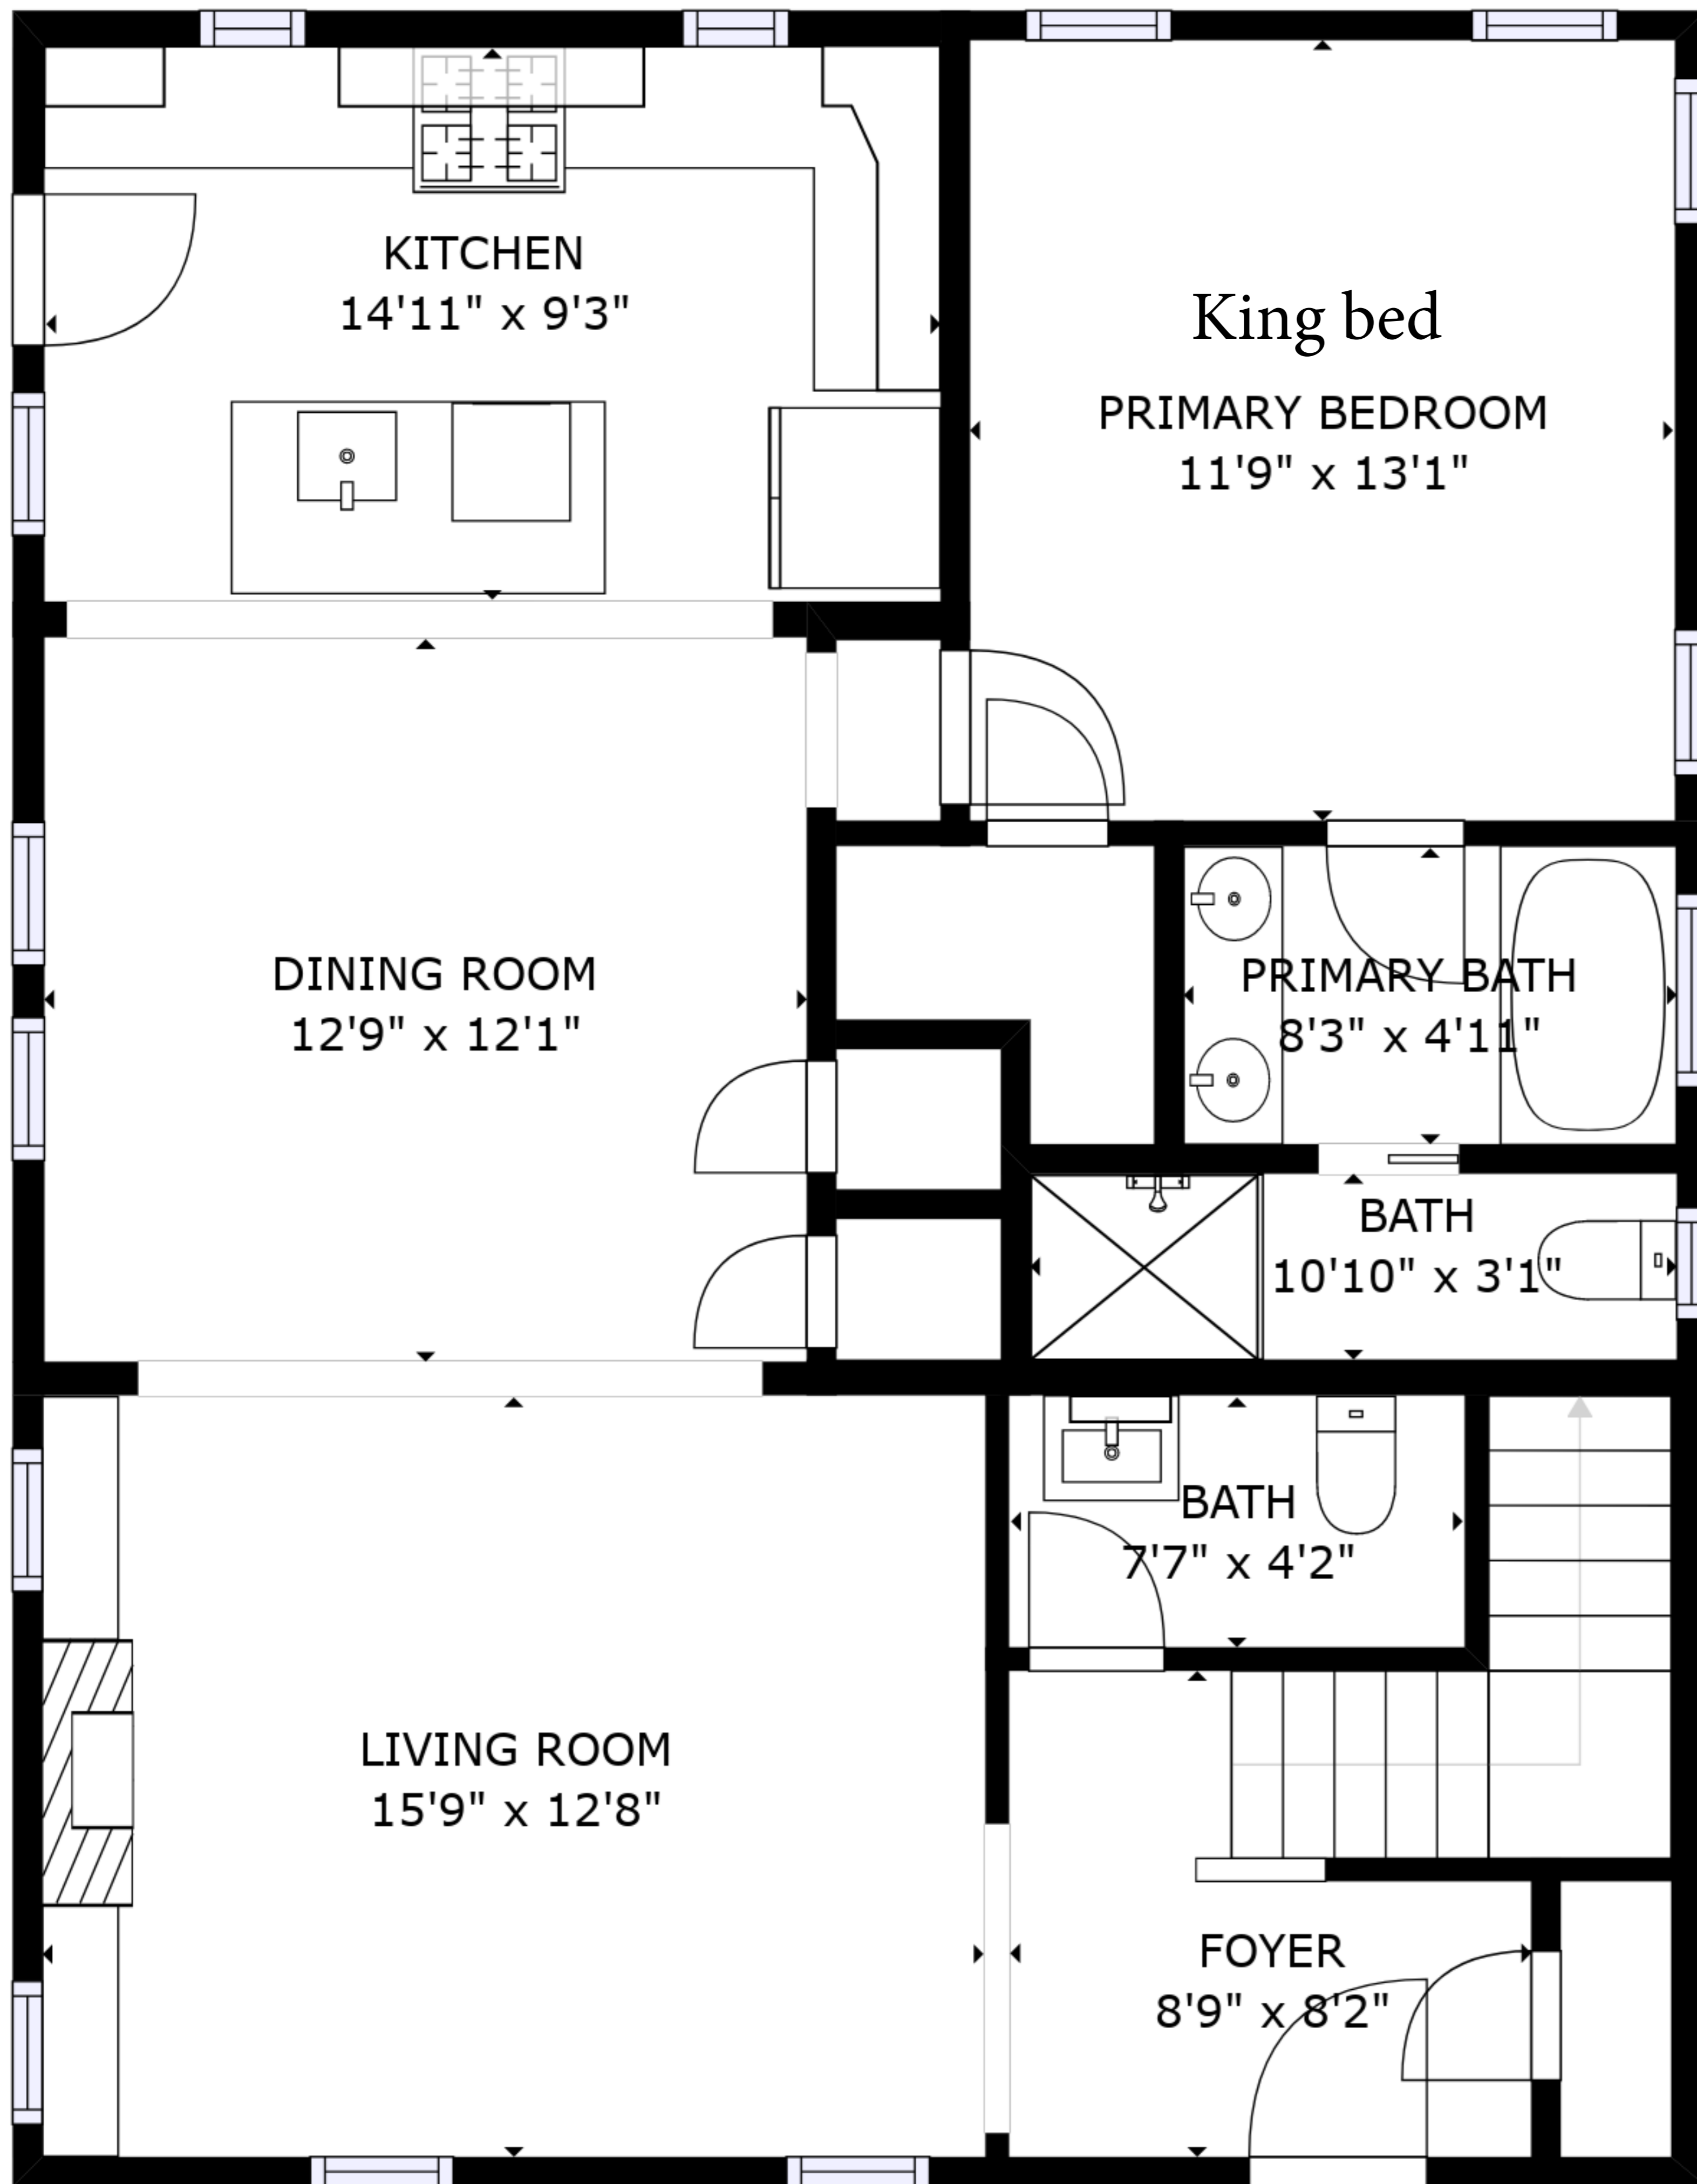 KITCHEN
14'11" x 9'3"
King bed
PRIMARY BEDROOM
11'9" x 13'1"
DINING ROOM
12'9" x 12'1"
PRIMARY BATH
8'3" x 4'11"
BATH
10'10" x 3'1"
BATH
7'7" x 4'2"
LIVING ROOM
15'9" x 12'8"
FOYER
8'9" x 8'2"